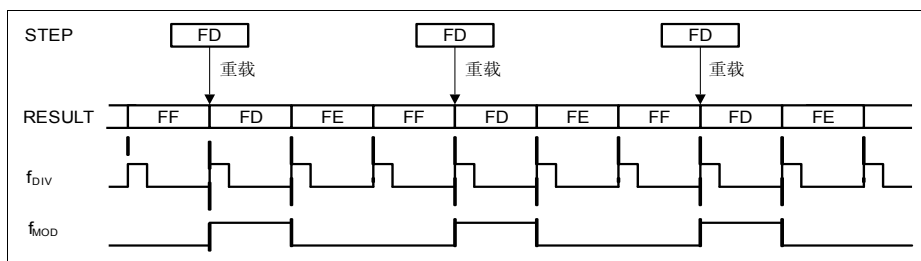 STEP FD FD FD
重载 重载 重载
RESULT FF FD FE FF FD FE FF FD FE
fDIV
fMOD